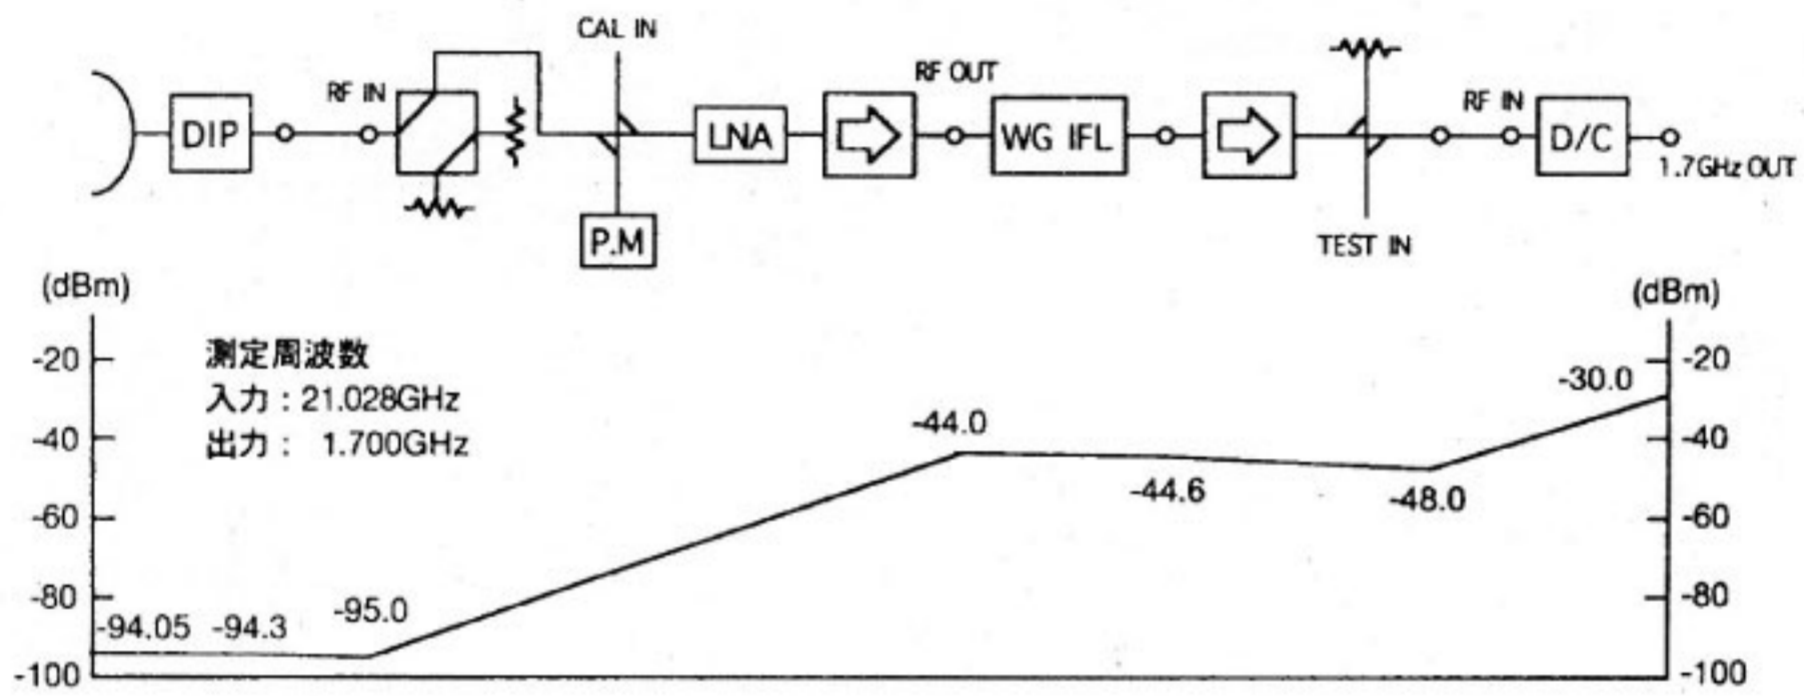 CAL IN
RF IN
RF OUT
RF IN
DIP
LNA
WG IFL
D/C
1.7GHz OUT
P.M
TEST IN
(dBm)
(dBm)
測定周波数
入力：21.028GHz
出力： 1.700GHz
-20
-40
-60
-80
-100
-94.05
-94.3
-95.0
-44.0
-44.6
-48.0
-30.0
-20
-40
-60
-80
-100